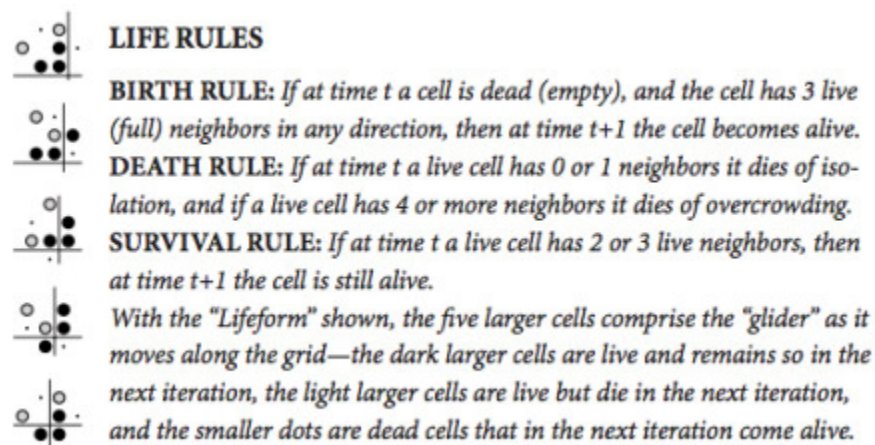 LIFE RULES
BIRTH RULE: If at time t a cell is dead (empty), and the cell has 3 live
(full) neighbors in any direction, then at time t+1 the cell becomes alive.
DEATH RULE: If at time t a live cell has 0 or 1 neighbors it dies of iso-
lation, and if a live cell has 4 or more neighbors it dies of overcrowding.
SURVIVAL RULE: If at time t a live cell has 2 or 3 live neighbors, then
at time t+1 the cell is still alive.
With the “Lifeform” shown, the five larger cells comprise the “glider” as it
moves along the grid—the dark larger cells are live and remains so in the
next iteration, the light larger cells are live but die in the next iteration,
and the smaller dots are dead cells that in the next iteration come alive.